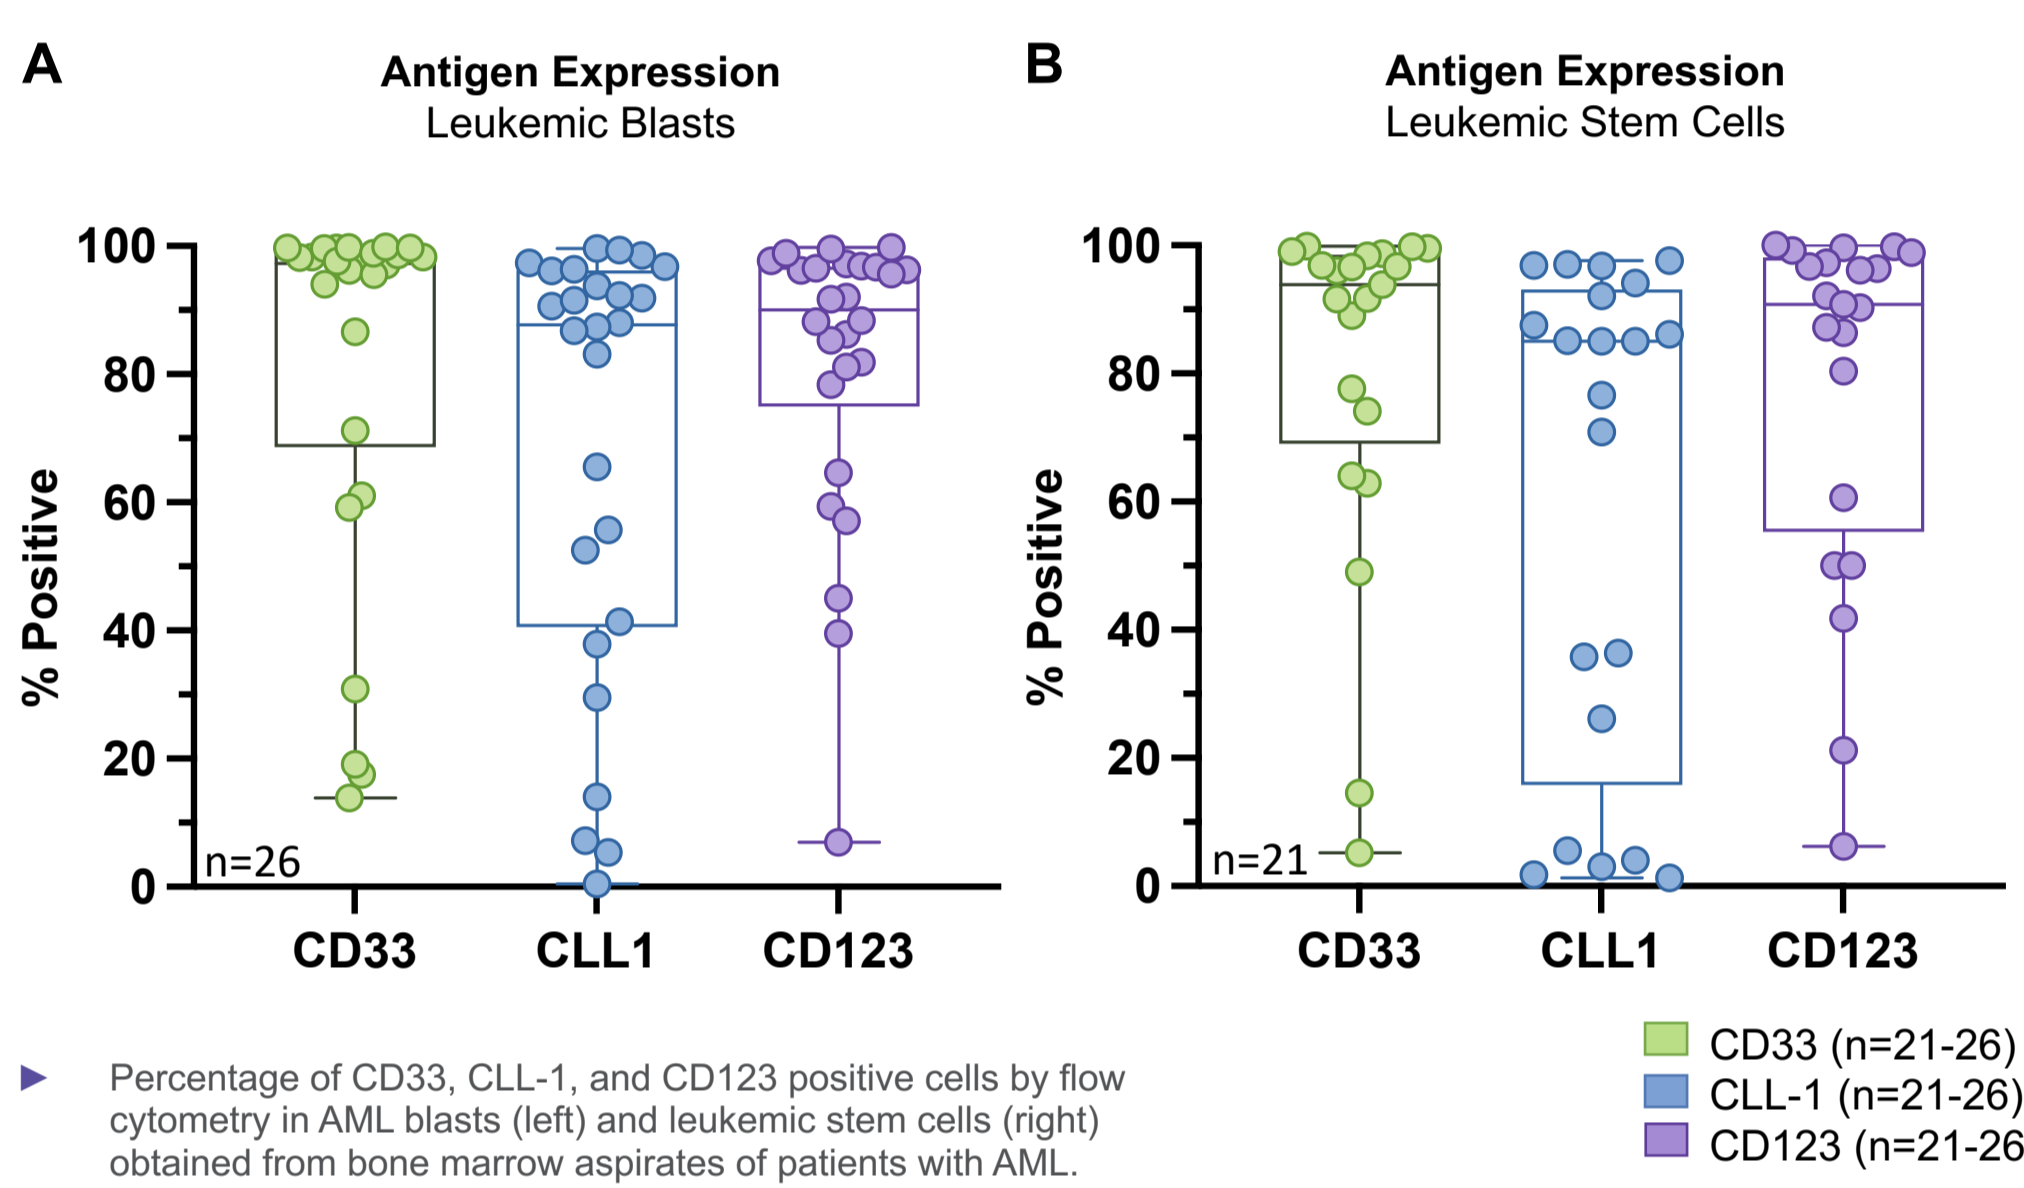 A
Antigen Expression
Leukemic Blasts
% Positive
100
80
60
40
20
0
n=26
CD33
CLL1
CD123
B
Antigen Expression
Leukemic Stem Cells
% Positive
100
80
60
40
20
0
n=21
CD33
CLL1
CD123
CD33 (n=21-26)
CLL-1 (n=21-26)
CD123 (n=21-26
Percentage of CD33, CLL-1, and CD123 positive cells by flow
cytometry in AML blasts (left) and leukemic stem cells (right)
obtained from bone marrow aspirates of patients with AML.